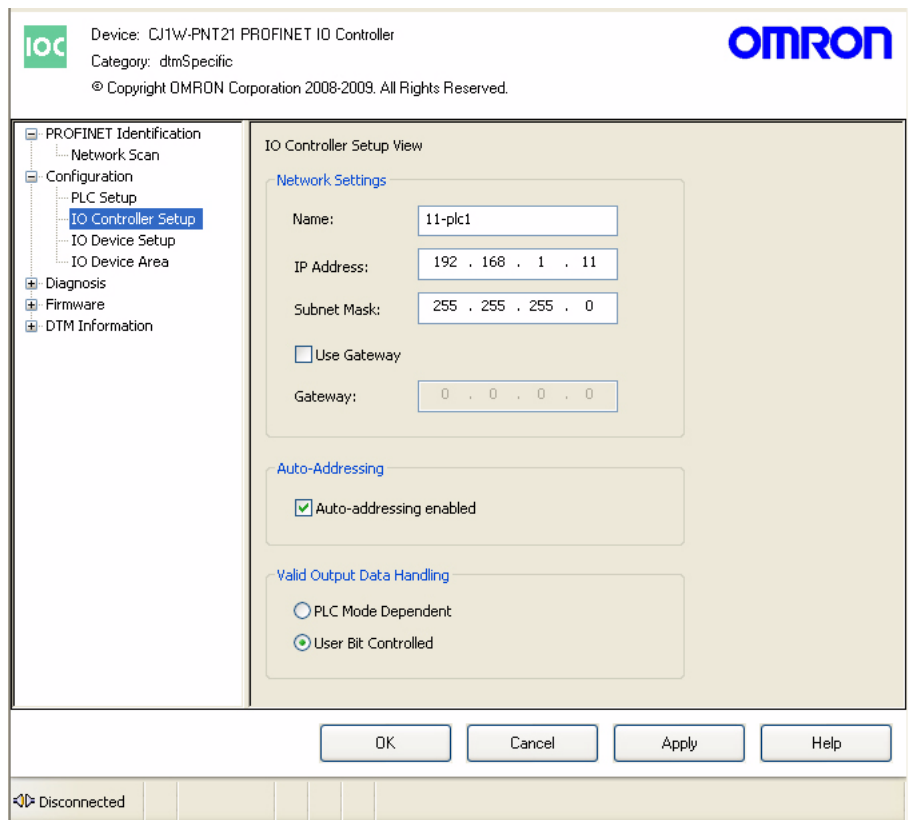 IOC
Device: CJ1W-PNT21 PROFINET IO Controller
Category: dtmSpecific
© Copyright OMRON Corporation 2008-2009. All Rights Reserved.
OMRON
PROFINET Identification
Network Scan
Configuration
PLC Setup
IO Controller Setup
IO Device Setup
IO Device Area
Diagnosis
Firmware
DTM Information
IO Controller Setup View
Network Settings
Name: 11-plc1
IP Address: 192 . 168 . 1 . 11
Subnet Mask: 255 . 255 . 255 . 0
Use Gateway
Gateway: 0 . 0 . 0 . 0
Auto-Addressing
Auto-addressing enabled
Valid Output Data Handling
PLC Mode Dependent
User Bit Controlled
OK Cancel Apply Help
Disconnected